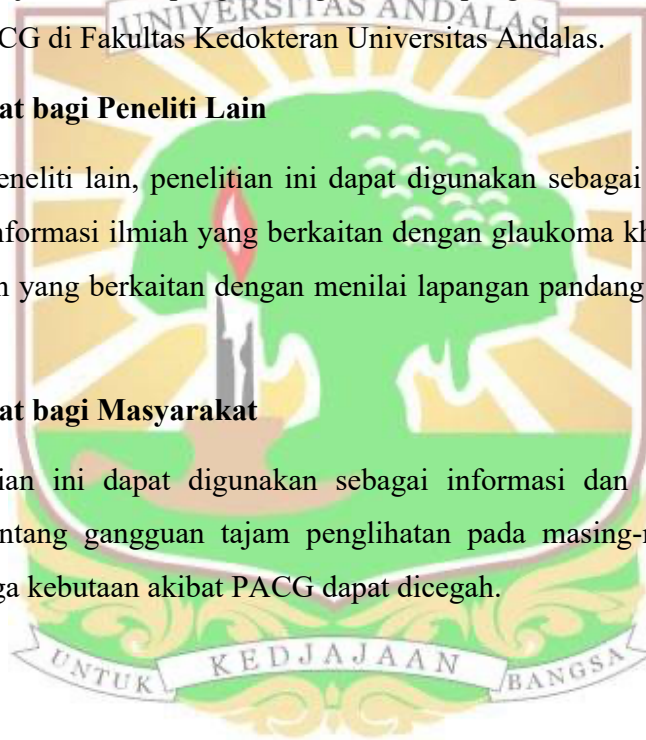 UNIVERSITAS ANDALAS
CG di Fakultas Kedokteran Universitas Andalas.
at bagi Peneliti Lain
eneliti lain, penelitian ini dapat digunakan sebagai
nformasi ilmiah yang berkaitan dengan glaukoma kh
n yang berkaitan dengan menilai lapangan pandang
at bagi Masyarakat
ian ini dapat digunakan sebagai informasi dan
ntang gangguan tajam penglihatan pada masing-
ga kebutaan akibat PACG dapat dicegah.
UNTUK KEDJAJAAN BANGSA